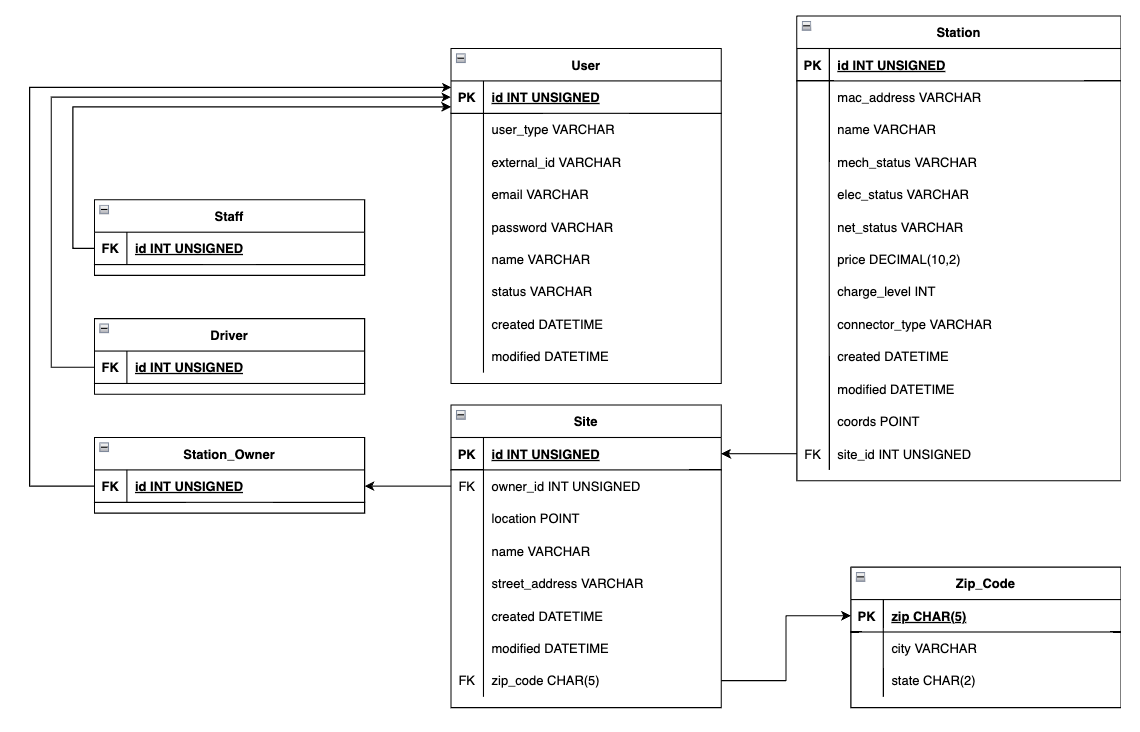 User
PK id INT UNSIGNED
user_type VARCHAR
external_id VARCHAR
email VARCHAR
password VARCHAR
name VARCHAR
status VARCHAR
created DATETIME
modified DATETIME
Station
PK id INT UNSIGNED
mac_address VARCHAR
name VARCHAR
mech_status VARCHAR
elec_status VARCHAR
net_status VARCHAR
price DECIMAL(10,2)
charge_level INT
connector_type VARCHAR
created DATETIME
modified DATETIME
coords POINT
FK site_id INT UNSIGNED
Staff
FK id INT UNSIGNED
Driver
FK id INT UNSIGNED
Station_Owner
FK id INT UNSIGNED
Site
PK id INT UNSIGNED
FK owner_id INT UNSIGNED
location POINT
name VARCHAR
street_address VARCHAR
created DATETIME
modified DATETIME
FK zip_code CHAR(5)
Zip_Code
PK zip CHAR(5)
city VARCHAR
state CHAR(2)